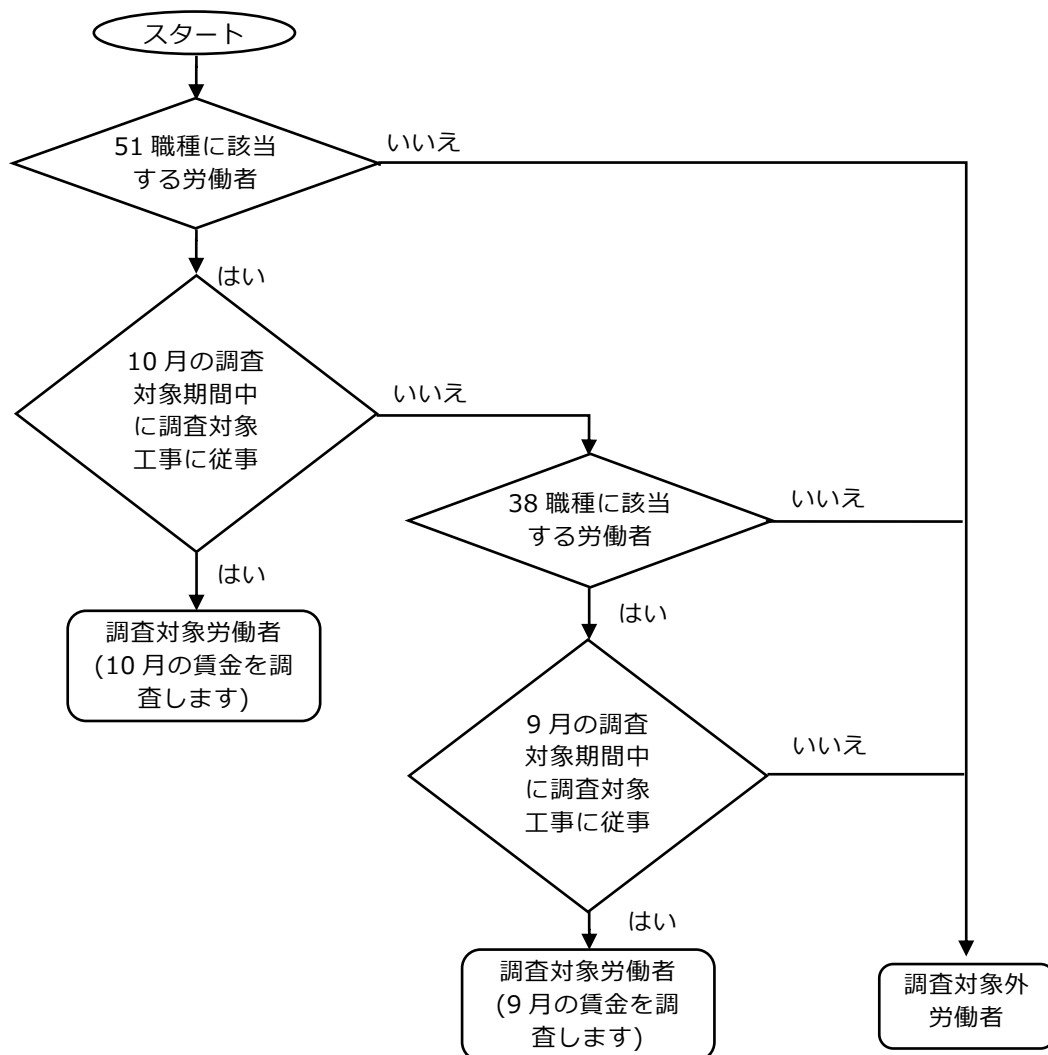 スタート
51 職種に該当
する労働者
いいえ
はい
10 月の調査
対象期間中
に調査対象
工事に従事
いいえ
38 職種に該当
する労働者
いいえ
はい
調査対象労働者
(10 月の賃金を調
査します)
はい
9 月の調査
対象期間中
に調査対象
工事に従事
いいえ
はい
調査対象労働者
(9 月の賃金を調
査します)
調査対象外
労働者